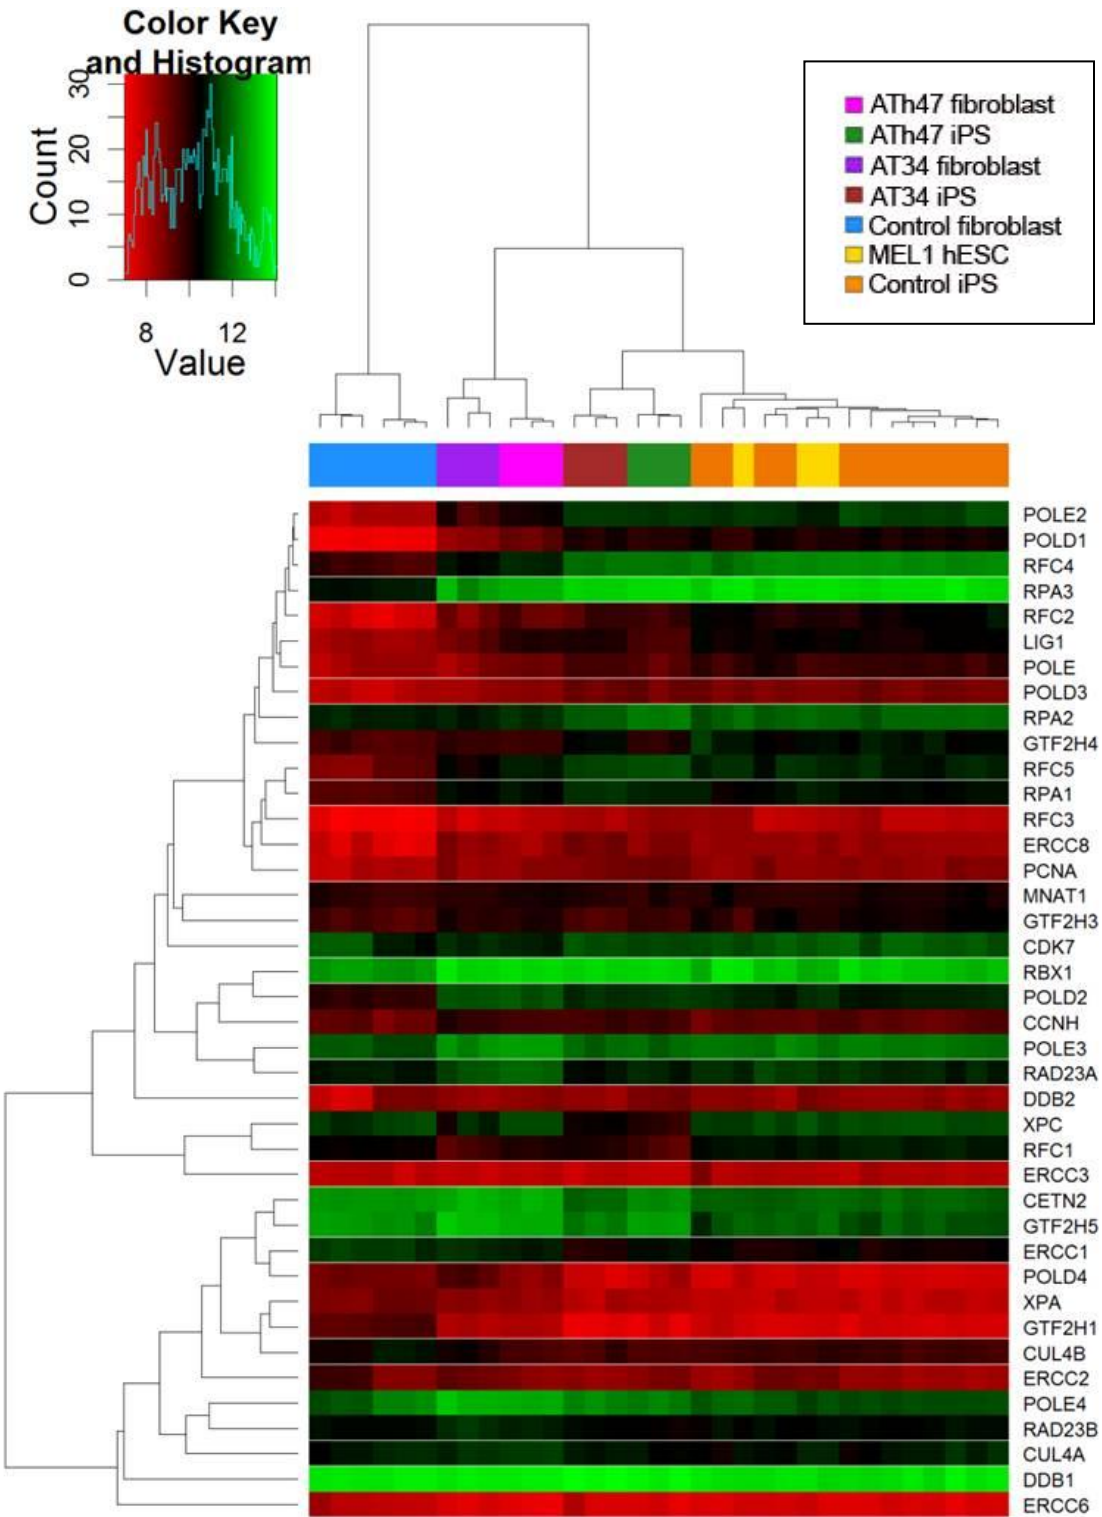 Color Key
and Histogram
Count
0
10
20
30
8
12
Value
ATh47 fibroblast
ATh47 iPS
AT34 fibroblast
AT34 iPS
Control fibroblast
MEL1 hESC
Control iPS
POLE2
POLD1
RFC4
RPA3
RFC2
LIG1
POLE
POLD3
RPA2
GTF2H4
RFC5
RPA1
RFC3
ERCC8
PCNA
MNAT1
GTF2H3
CDK7
RBX1
POLD2
CCNH
POLE3
RAD23A
DDB2
XPC
RFC1
ERCC3
CETN2
GTF2H5
ERCC1
POLD4
XPA
GTF2H1
CUL4B
ERCC2
POLE4
RAD23B
CUL4A
DDB1
ERCC6